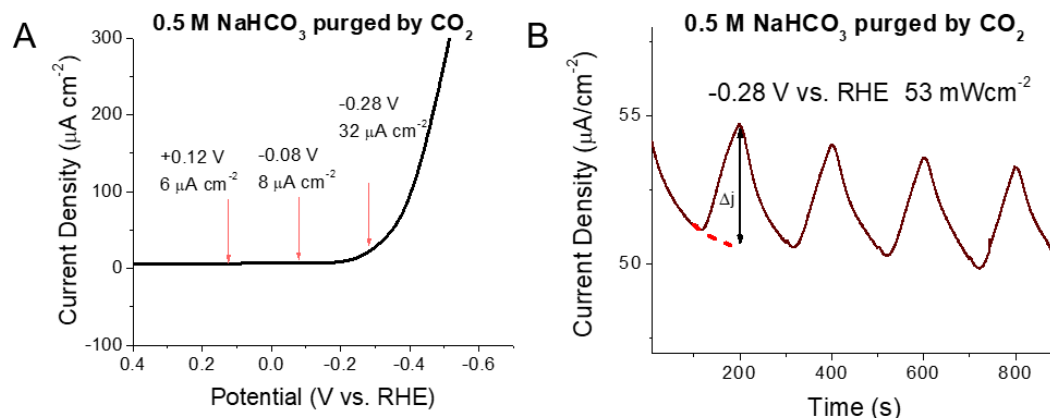 A
0.5 M NaHCO₃ purged by CO₂
Current Density (μA cm⁻²)
300
200
100
0
-100
+0.12 V
6 μA cm⁻²
-0.08 V
8 μA cm⁻²
-0.28 V
32 μA cm⁻²
0.4
0.2
0.0
-0.2
-0.4
-0.6
Potential (V vs. RHE)
B
0.5 M NaHCO₃ purged by CO₂
Current Density (μA/cm⁻²)
-0.28 V vs. RHE 53 mWcm⁻²
55
50
Δj
200
400
600
800
Time (s)